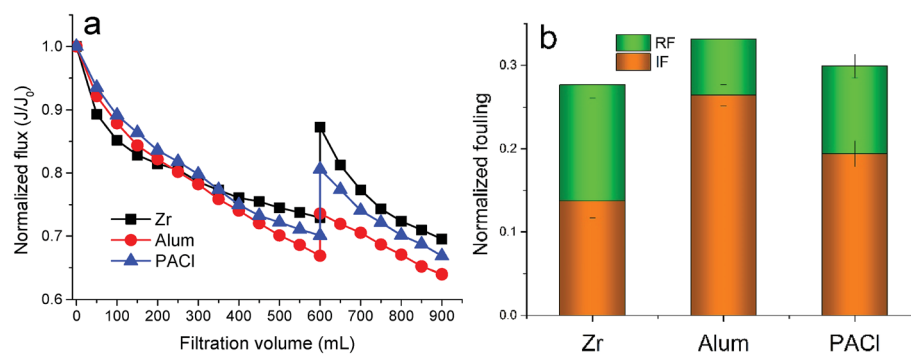 a
Normalized flux (J/J₀)
1.0
0.9
0.8
0.7
0.6
Zr
Alum
PACl
0 100 200 300 400 500 600 700 800 900
Filtration volume (mL)
b
Normalized fouling
0.3
0.2
0.1
0.0
RF
IF
Zr Alum PACl